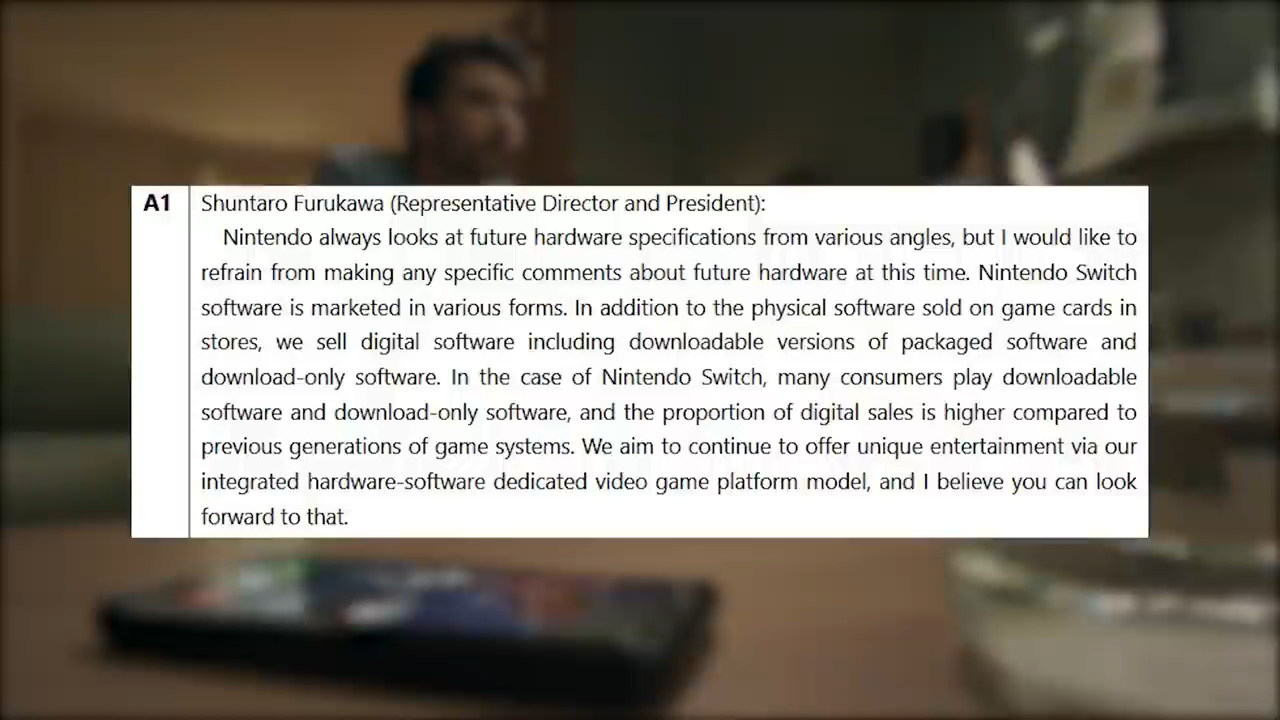 A1
Shuntaro Furukawa (Representative Director and President):
Nintendo always looks at future hardware specifications from various angles, but I would like to
refrain from making any specific comments about future hardware at this time. Nintendo Switch
software is marketed in various forms. In addition to the physical software sold on game cards in
stores, we sell digital software including downloadable versions of packaged software and
download-only software. In the case of Nintendo Switch, many consumers play downloadable
software and download-only software, and the proportion of digital sales is higher compared to
previous generations of game systems. We aim to continue to offer unique entertainment via our
integrated hardware-software dedicated video game platform model, and I believe you can look
forward to that.